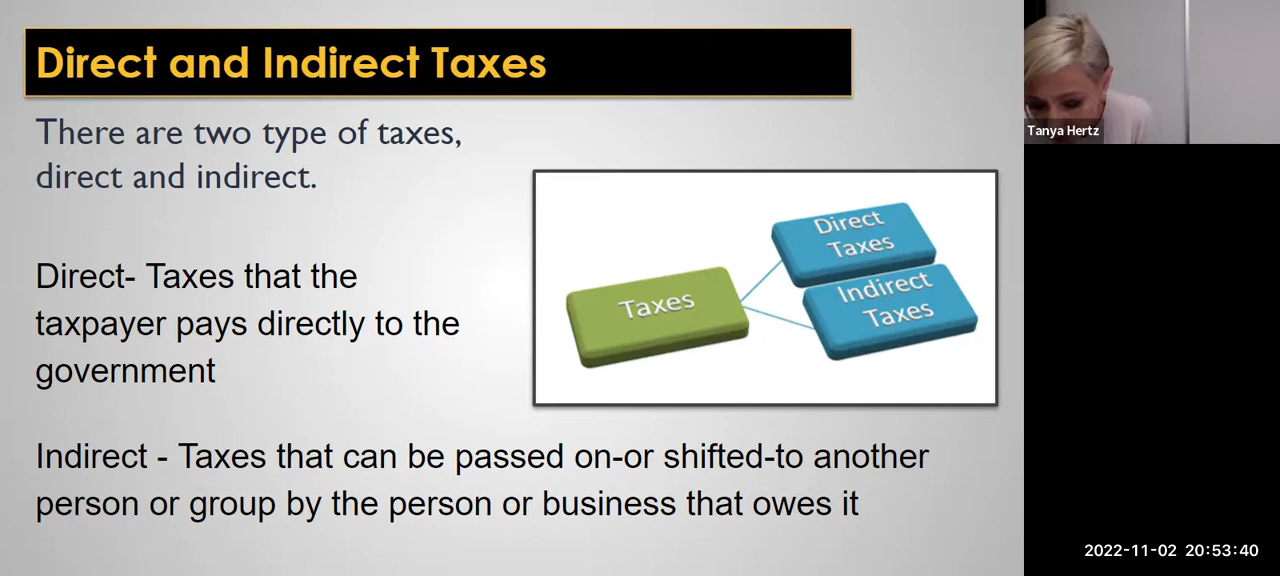 Direct and Indirect Taxes
There are two type of taxes,
direct and indirect.
Direct- Taxes that the
taxpayer pays directly to the
government
Taxes
Direct
Taxes
Indirect
Taxes
Indirect - Taxes that can be passed on-or shifted-to another
person or group by the person or business that owes it
Tanya Hertz
2022-11-02 20:53:40